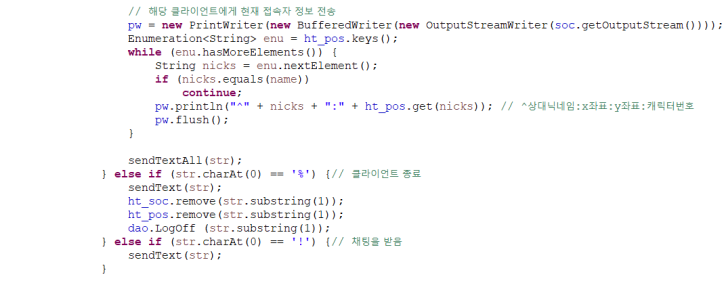 // 해당 클라이언트에게 현재 접속자 정보 전송
pw = new PrintWriter(new BufferedWriter(new OutputStreamWriter(soc.getOutputStream())));
Enumeration<String> enu = ht_pos.keys();
while (enu.hasMoreElements()) {
String nicks = enu.nextElement();
if (nicks.equals(name))
continue;
pw.println("^" + nicks + ":" + ht_pos.get(nicks)); // ^상대닉네임:x좌표:y좌표:캐릭터번호
pw.flush();
}
sendTextAll(str);
} else if (str.charAt(0) == '%') {// 클라이언트 종료
sendText(str);
ht_soc.remove(str.substring(1));
ht_pos.remove(str.substring(1));
dao.LogOff (str.substring(1));
} else if (str.charAt(0) == '!') {// 채팅을 받음
sendText(str);
}